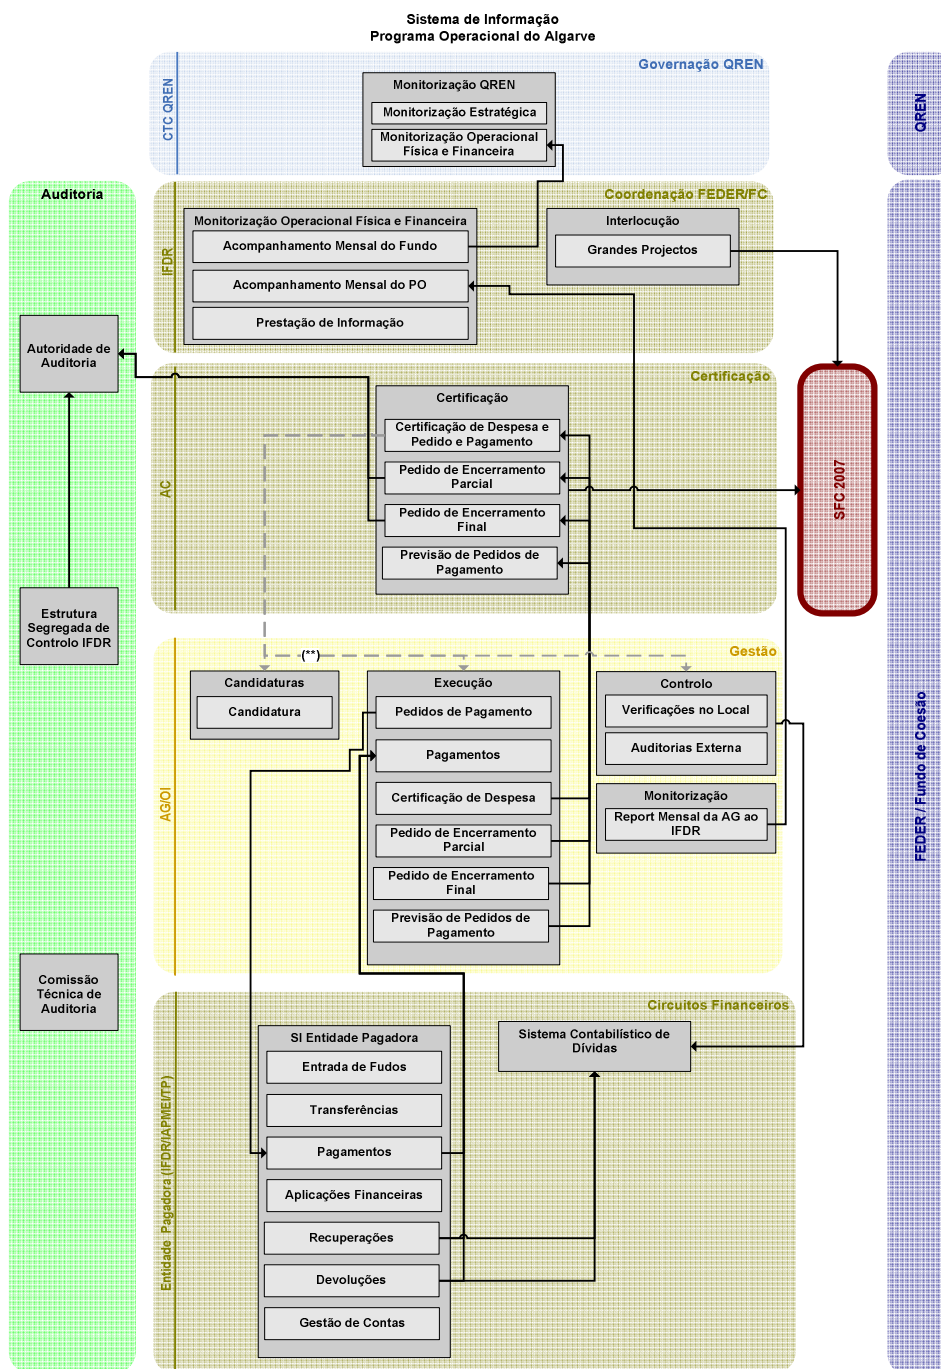 Sistema de Informação
Programa Operacional do Algarve
Governação QREN
CTC QREN
Monitorização QREN
Monitorização Estratégica
Monitorização Operacional
Física e Financeira
QREN
Auditoria
Coordenação FEDER/FC
IFDR
Monitorização Operacional Física e Financeira
Acompanhamento Mensal do Fundo
Acompanhamento Mensal do PO
Prestação de Informação
Interlocução
Grandes Projectos
Autoridade de
Auditoria
Certificação
AC
Certificação
Certificação de Despesa e
Pedido e Pagamento
Pedido de Encerramento
Parcial
Pedido de Encerramento
Final
Previsão de Pedidos de
Pagamento
SFC 2007
Estrutura
Segregada de
Controlo IFDR
Gestão
(**)
AG/OI
Candidaturas
Candidatura
Execução
Pedidos de Pagamento
Pagamentos
Certificação de Despesa
Pedido de Encerramento
Parcial
Pedido de Encerramento
Final
Previsão de Pedidos de
Pagamento
Controlo
Verificações no Local
Auditorias Externa
Monitorização
Report Mensal da AG ao
IFDR
FEDER / Fundo de Coesão
Comissão
Técnica de
Auditoria
Circuitos Financeiros
Entidade Pagadora (IFDR/IAPMEI/TP)
SI Entidade Pagadora
Entrada de Fudos
Transferências
Pagamentos
Aplicações Financeiras
Recuperações
Devoluções
Gestão de Contas
Sistema Contabilístico de
Dívidas